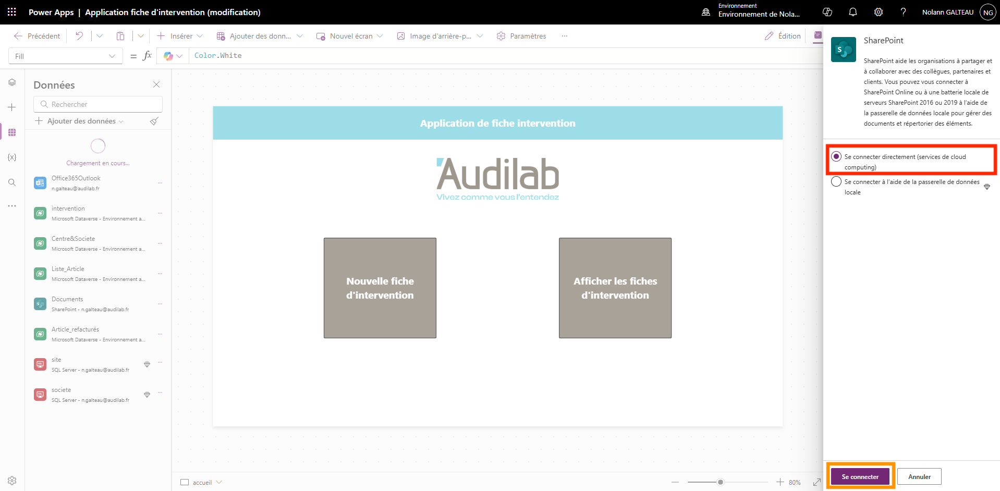 Power Apps | Application fiche d'intervention (modification)
Environnement
Environnement de Nola...
Nolann GALTEAU
NG
Précédent
Insérer
Ajouter des donn...
Nouvel écran
Image d'arrière-p...
Paramètres
...
Édition
Fill
= fx
Color.White
Données
Rechercher
Ajouter des données
Chargement en cours...
Office365Outlook
n.galteau@audilab.fr
intervention
Microsoft Dataverse - Environnement a...
Centre&Societe
Microsoft Dataverse - Environnement a...
Liste_Article
Microsoft Dataverse - Environnement a...
Documents
SharePoint - n.galteau@audilab.fr
Article_refacturés
Microsoft Dataverse - Environnement a...
site
SQL Server - n.galteau@audilab.fr
societe
SQL Server - n.galteau@audilab.fr
Application de fiche intervention
Audilab
Vivez comme vous l'entendez
Nouvelle fiche
d'intervention
Afficher les fiches
d'intervention
accueil
80%
SharePoint
SharePoint aide les organisations à partager et
à collaborer avec des collègues, partenaires et
clients. Vous pouvez vous connecter à
SharePoint Online ou à une batterie locale de
serveurs SharePoint 2016 ou 2019 à l'aide de
la passerelle de données locale pour gérer des
documents et répertorier des éléments.
Se connecter directement (services de cloud
computing)
Se connecter à l'aide de la passerelle de données
locale
Se connecter
Annuler